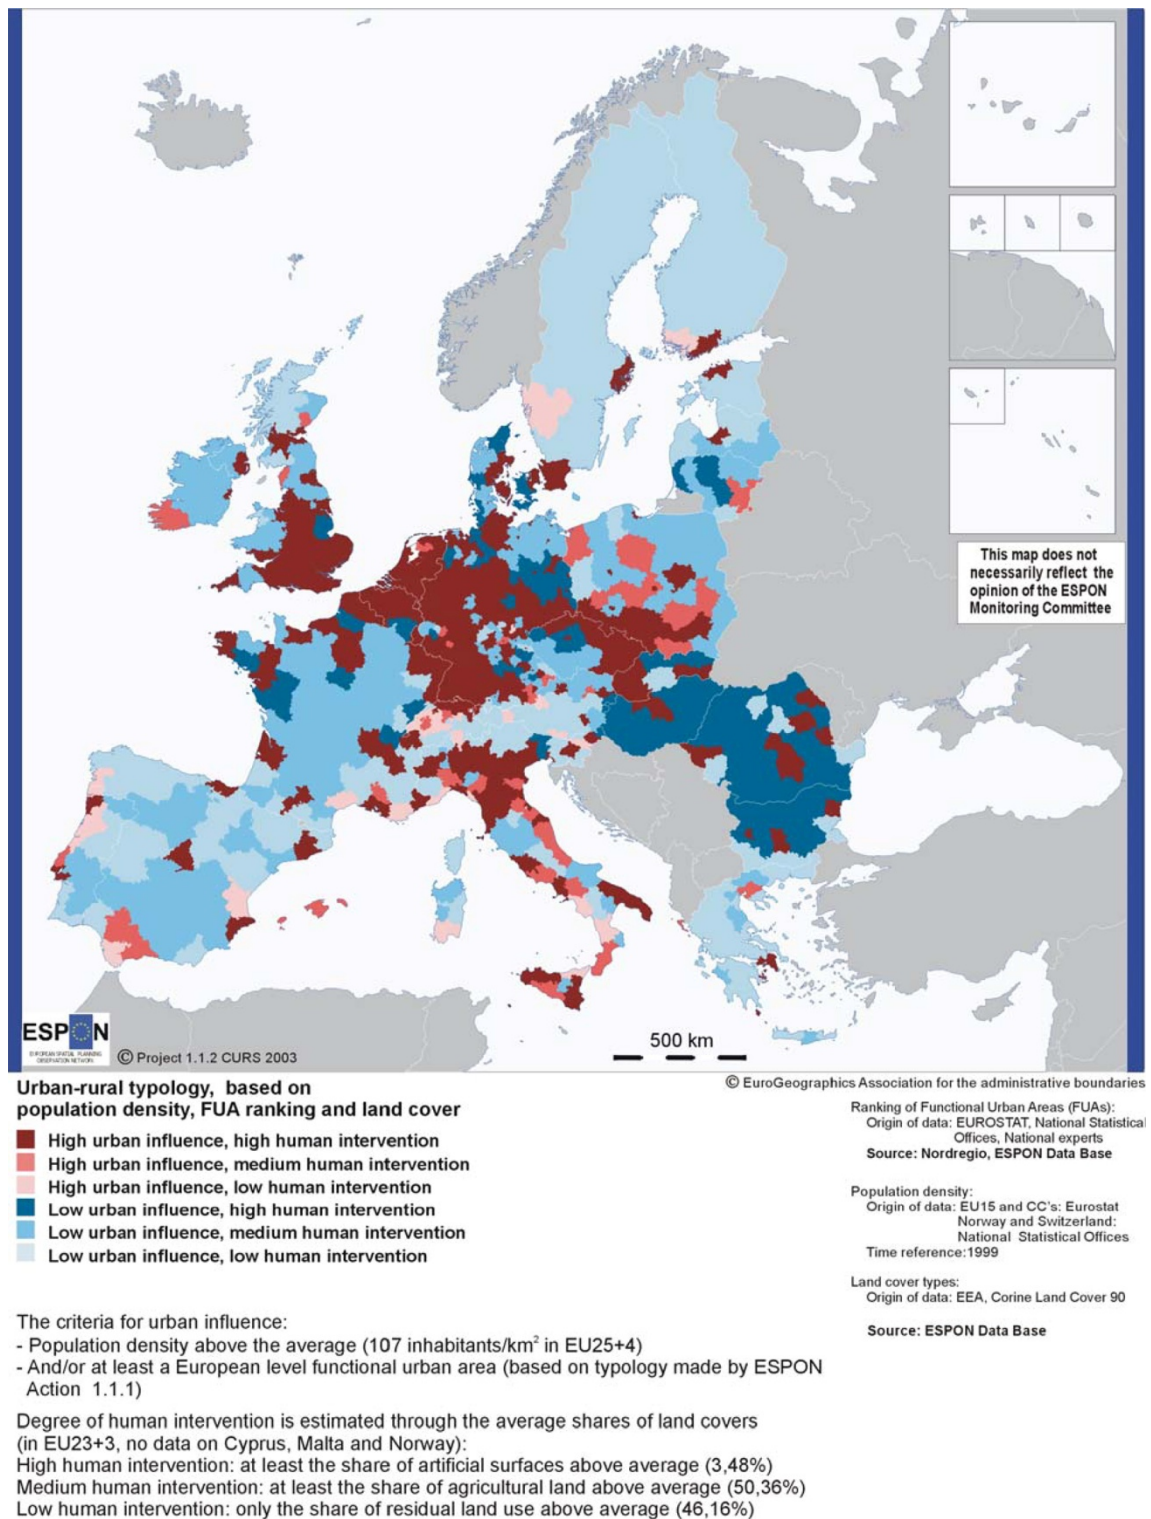 This map does not
necessarily reflect the
opinion of the ESPON
Monitoring Committee
500 km
ESPON
EUROPEAN SPATIAL PLANNING
OBSERVATION NETWORK
© Project 1.1.2 CURS 2003
© EuroGeographics Association for the administrative boundaries
Urban-rural typology, based on
population density, FUA ranking and land cover
High urban influence, high human intervention
High urban influence, medium human intervention
High urban influence, low human intervention
Low urban influence, high human intervention
Low urban influence, medium human intervention
Low urban influence, low human intervention
Ranking of Functional Urban Areas (FUAs):
Origin of data: EUROSTAT, National Statistical
Offices, National experts
Source: Nordregio, ESPON Data Base
Population density:
Origin of data: EU15 and CC's: Eurostat
Norway and Switzerland:
National Statistical Offices
Time reference:1999
Land cover types:
Origin of data: EEA, Corine Land Cover 90
Source: ESPON Data Base
The criteria for urban influence:
- Population density above the average (107 inhabitants/km² in EU25+4)
- And/or at least a European level functional urban area (based on typology made by ESPON
Action 1.1.1)
Degree of human intervention is estimated through the average shares of land covers
(in EU23+3, no data on Cyprus, Malta and Norway):
High human intervention: at least the share of artificial surfaces above average (3,48%)
Medium human intervention: at least the share of agricultural land above average (50,36%)
Low human intervention: only the share of residual land use above average (46,16%)